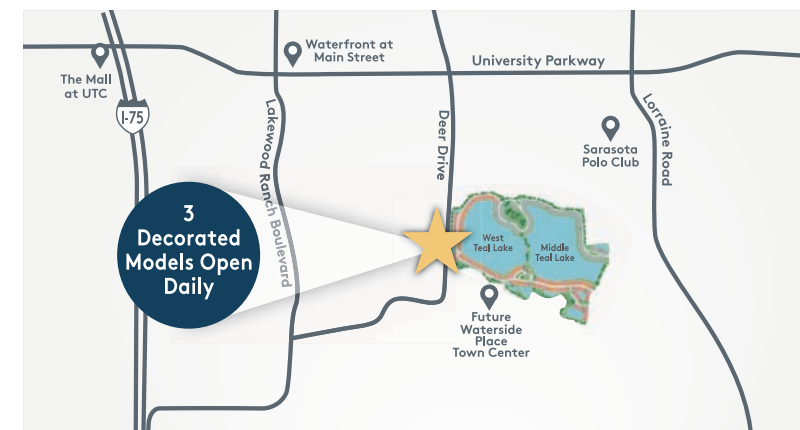 Waterfront at
Main Street
University Parkway
The Mall
at UTC
I-75
Lakewood Ranch Boulevard
Deer Drive
Lorraine Road
Sarasota
Polo Club
3
Decorated
Models Open
Daily
West
Teal Lake
Middle
Teal Lake
Future
Waterside
Place
Town Center